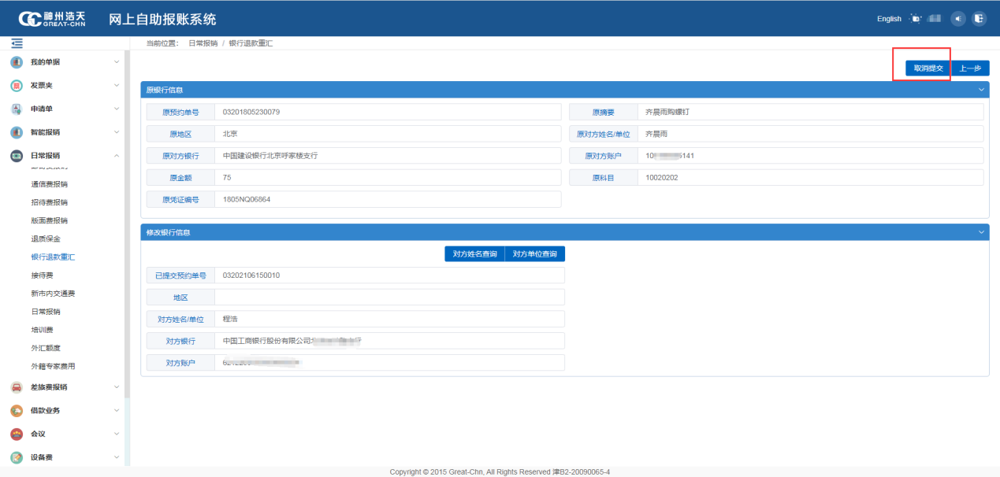 神州浩天
GREAT-CHN
网上自助报账系统
English
当前位置： 日常报销 / 银行退款重汇
我的单据
发票夹
申请单
智能报销
日常报销
通信费报销
招待费报销
版面费报销
退质保金
银行退款重汇
接待费
新市内交通费
日常报销
培训费
外汇额度
外籍专家费用
差旅费报销
借款业务
会议
设备费
取消提交 上一步
原银行信息
原预约单号 03201805230079 原摘要 齐晨雨购螺钉
原地区 北京 原对方姓名/单位 齐晨雨
原对方银行 中国建设银行北京呼家楼支行 原对方账户 10 141
原金额 75 原科目 10020202
原凭证编号 1805NQ06864
修改银行信息
对方姓名查询 对方单位查询
已提交预约单号 03202106150010
地区
对方姓名/单位 程浩
对方银行 中国工商银行股份有限公司
对方账户
Copyright © 2015 Great-Chn, All Rights Reserved 津B2-20090065-4